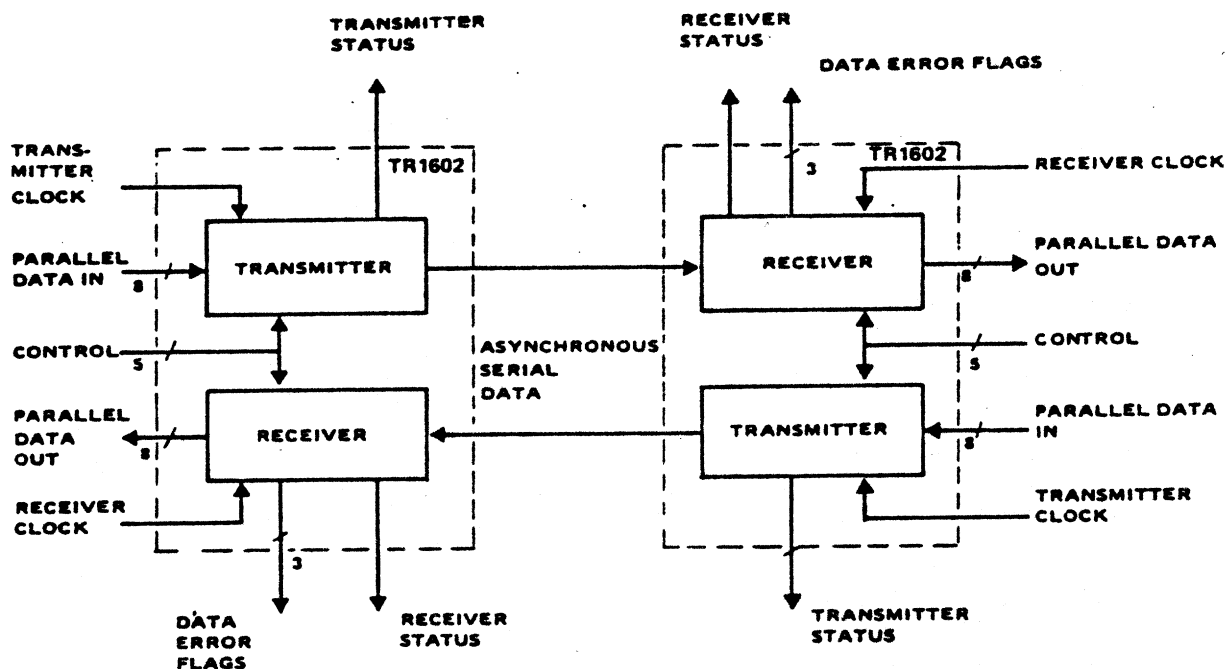 TRANSMITTER
STATUS
RECEIVER
STATUS
DATA ERROR FLAGS
TRANS-
MITTER
CLOCK
TR1602
3
TR1602
RECEIVER CLOCK
PARALLEL
DATA IN
8
TRANSMITTER
RECEIVER
8
PARALLEL DATA
OUT
CONTROL
5
ASYNCHRONOUS
SERIAL
DATA
5
CONTROL
PARALLEL
DATA
OUT
8
RECEIVER
TRANSMITTER
8
PARALLEL DATA
IN
RECEIVER
CLOCK
3
TRANSMITTER
CLOCK
DATA
ERROR
FLAGS
RECEIVER
STATUS
TRANSMITTER
STATUS